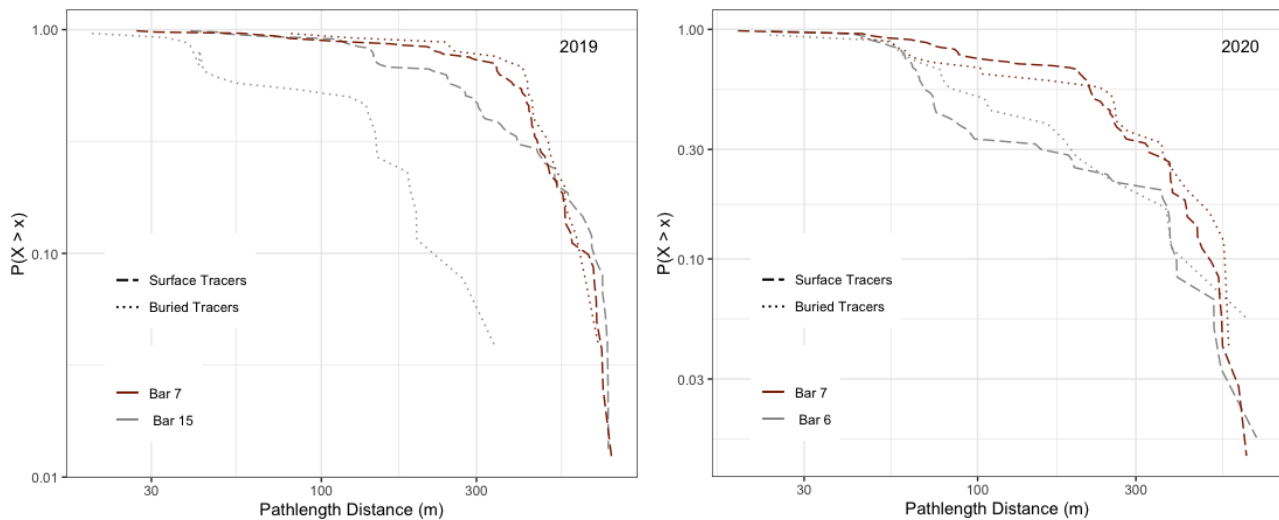 2019
1.00
0.10
0.01
P(X > x)
Surface Tracers
Buried Tracers
Bar 7
Bar 15
30
100
300
Pathlength Distance (m)
2020
1.00
0.30
0.10
0.03
P(X > x)
Surface Tracers
Buried Tracers
Bar 7
Bar 6
30
100
300
Pathlength Distance (m)